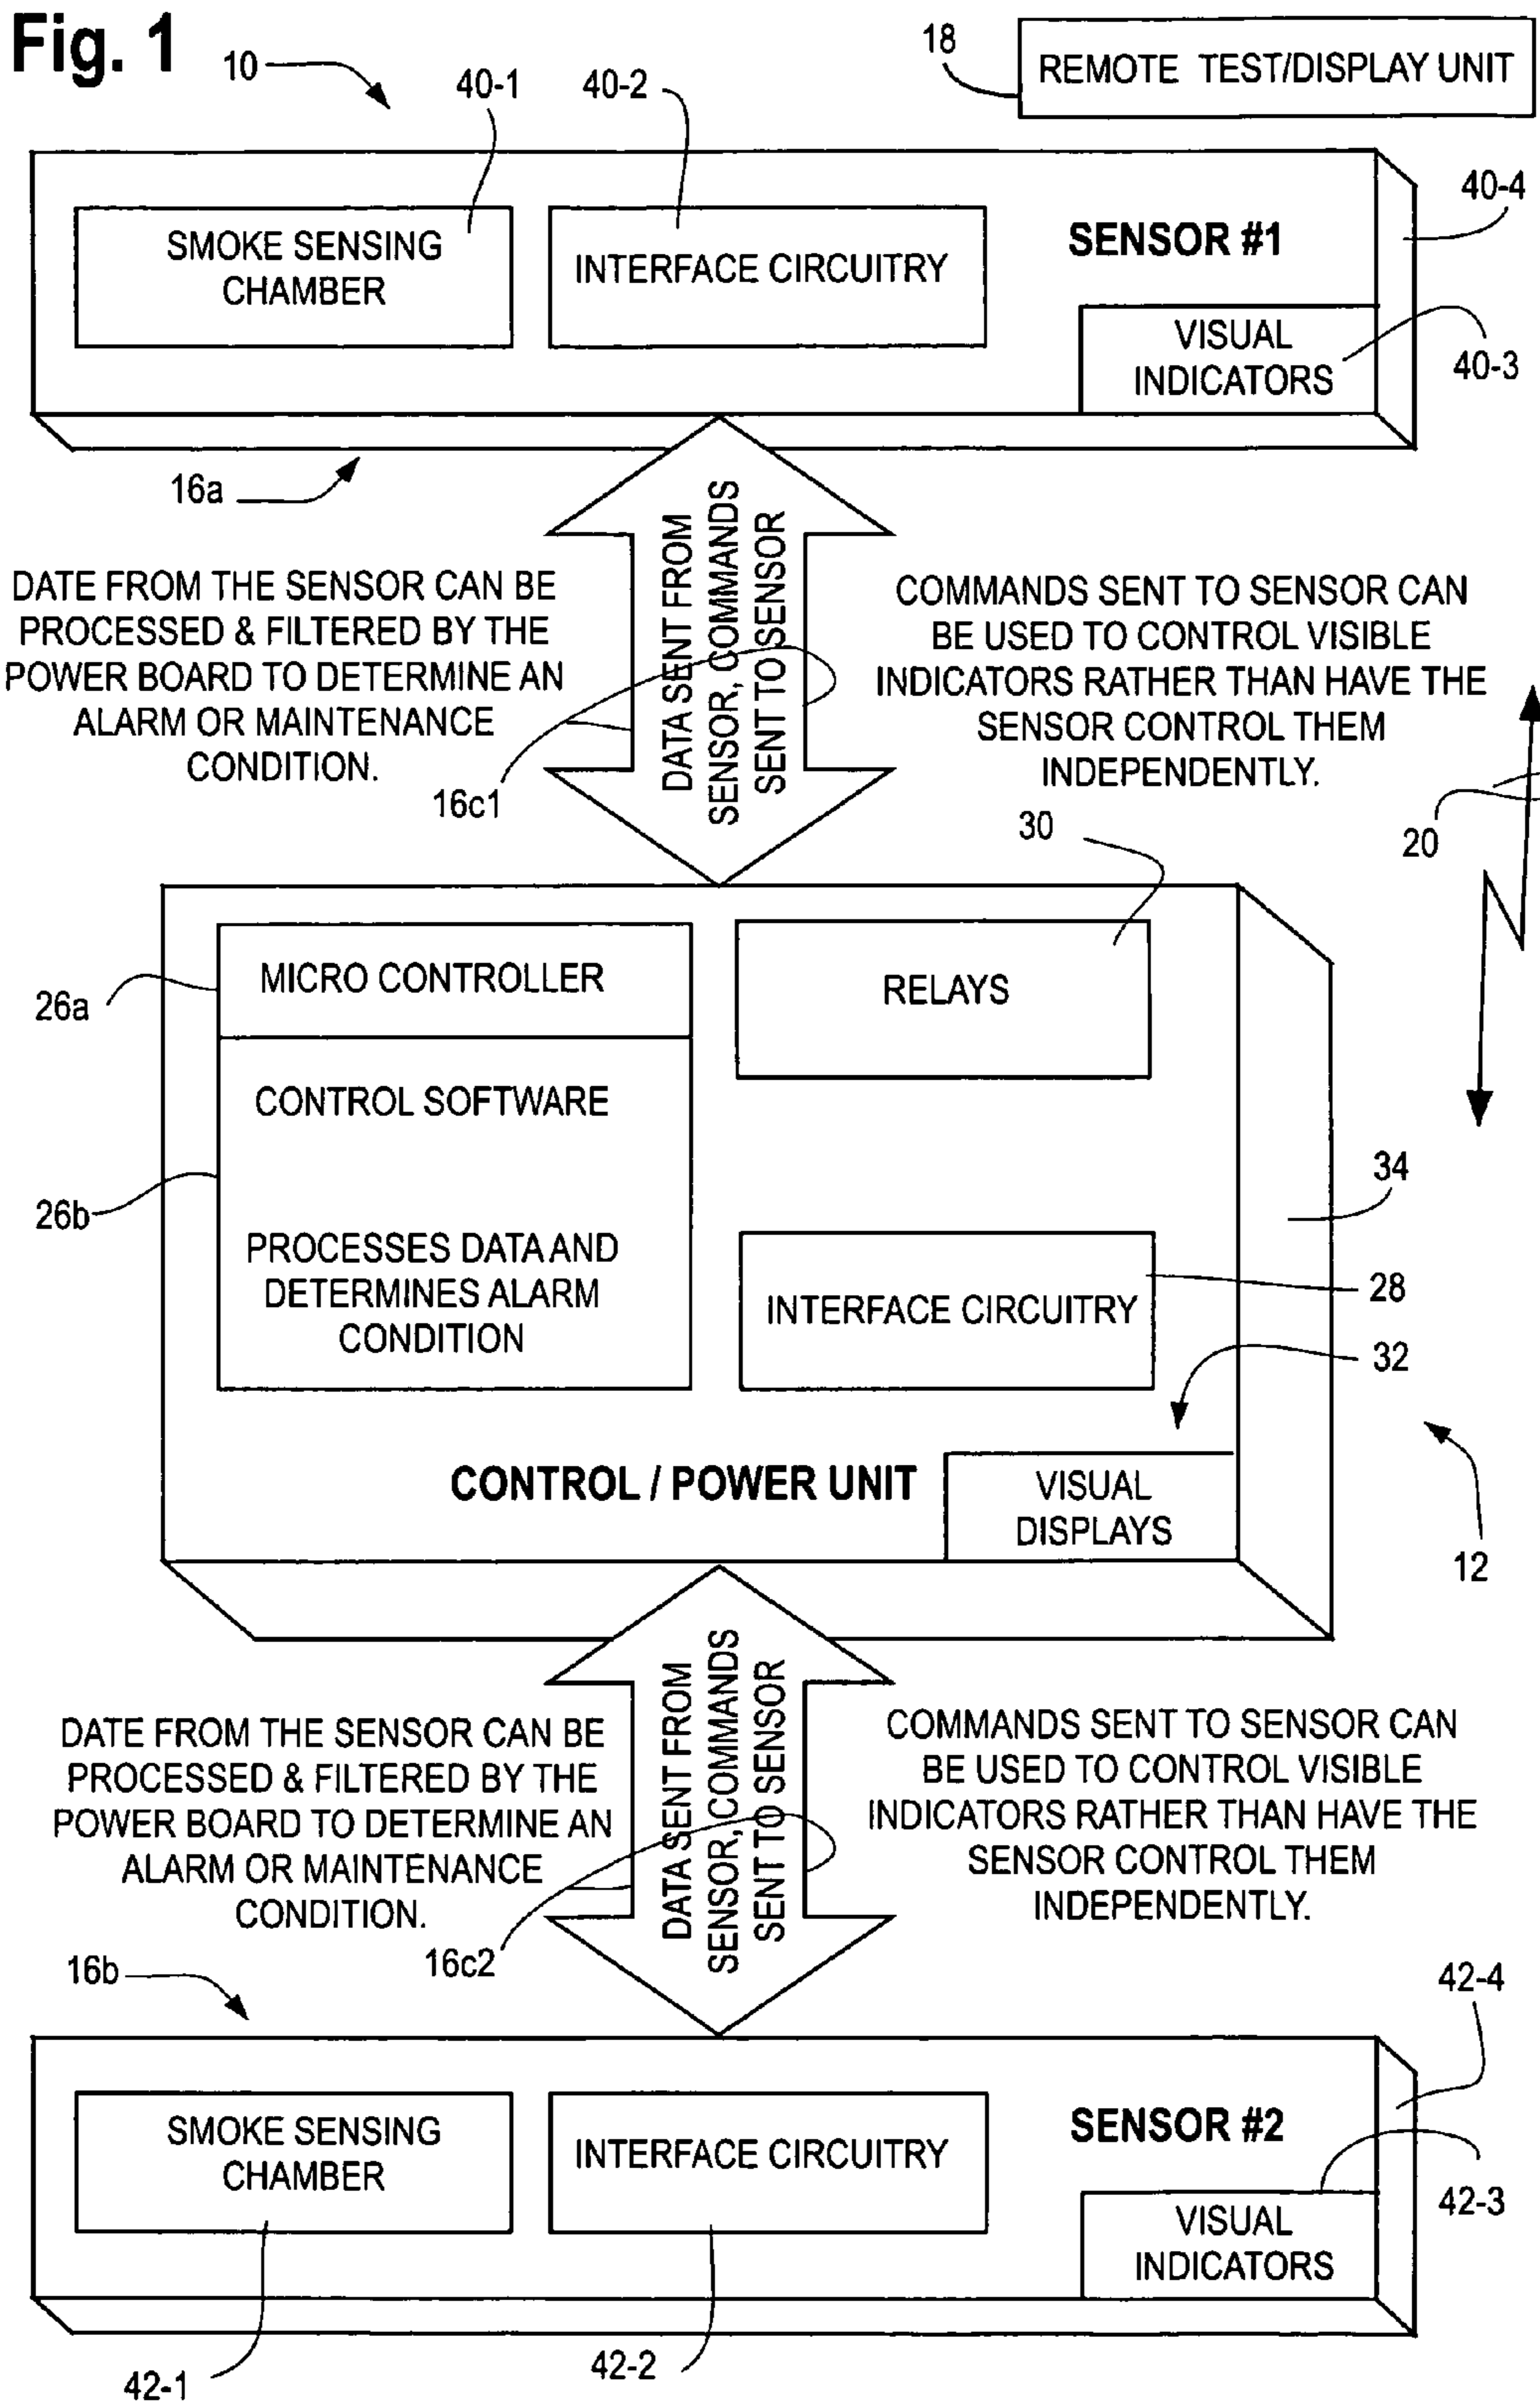 Fig. 1
10
40-1
40-2
18
REMOTE TEST/DISPLAY UNIT
SMOKE SENSING
CHAMBER
INTERFACE CIRCUITRY
SENSOR #1
VISUAL
INDICATORS
40-4
40-3
16a
DATE FROM THE SENSOR CAN BE
PROCESSED & FILTERED BY THE
POWER BOARD TO DETERMINE AN
ALARM OR MAINTENANCE
CONDITION.
16c1
DATA SENT FROM
SENSOR, COMMANDS
SENT TO SENSOR
COMMANDS SENT TO SENSOR CAN
BE USED TO CONTROL VISIBLE
INDICATORS RATHER THAN HAVE THE
SENSOR CONTROL THEM
INDEPENDENTLY.
20
30
26a
MICRO CONTROLLER
RELAYS
CONTROL SOFTWARE
26b
PROCESSES DATA AND
DETERMINES ALARM
CONDITION
INTERFACE CIRCUITRY
34
28
32
CONTROL / POWER UNIT
VISUAL
DISPLAYS
12
DATE FROM THE SENSOR CAN BE
PROCESSED & FILTERED BY THE
POWER BOARD TO DETERMINE AN
ALARM OR MAINTENANCE
CONDITION.
16c2
DATA SENT FROM
SENSOR, COMMANDS
SENT TO SENSOR
COMMANDS SENT TO SENSOR CAN
BE USED TO CONTROL VISIBLE
INDICATORS RATHER THAN HAVE THE
SENSOR CONTROL THEM
INDEPENDENTLY.
16b
42-4
SMOKE SENSING
CHAMBER
INTERFACE CIRCUITRY
SENSOR #2
VISUAL
INDICATORS
42-3
42-1
42-2